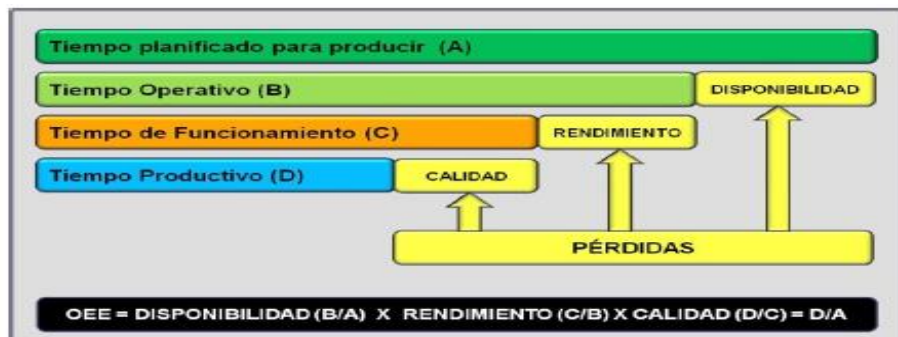 Tiempo planificado para producir (A)
Tiempo Operativo (B)
DISPONIBILIDAD
Tiempo de Funcionamiento (C)
RENDIMIENTO
Tiempo Productivo (D)
CALIDAD
PÉRDIDAS
OEE = DISPONIBILIDAD (B/A) X RENDIMIENTO (C/B) X CALIDAD (D/C) = D/A